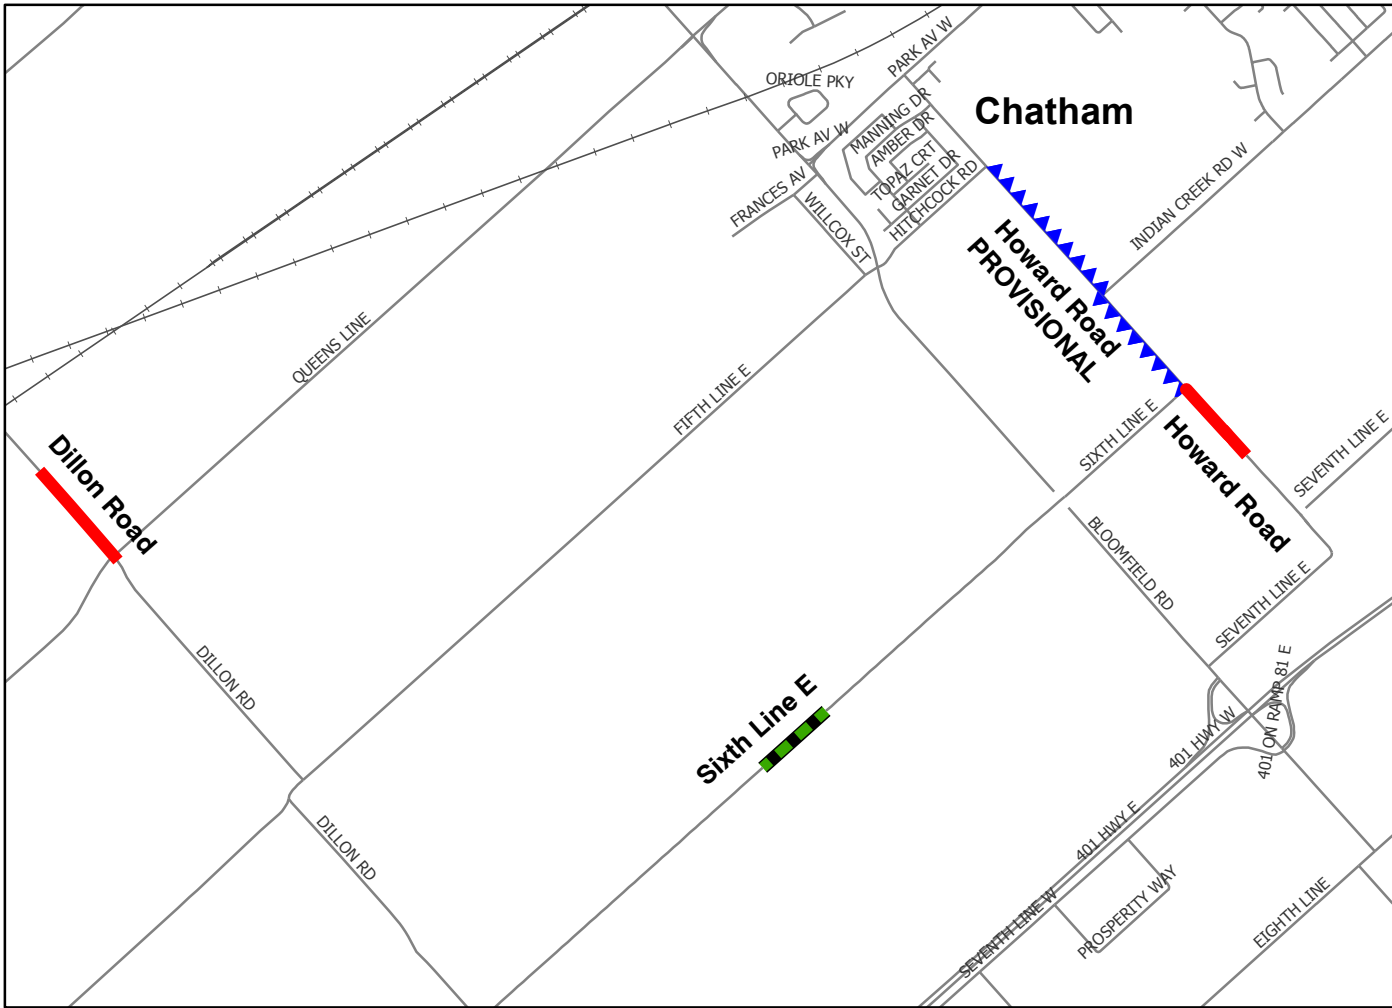 ORIOLE PKY
PARK AV W
Chatham
MANNING DR
AMBER DR
PARK AV W
TOPAZ CRT
GARNET DR
HITCHCOCK RD
FRANCES AV
WILLCOX ST
INDIAN CREEK RD W
Howard Road
PROVISIONAL
QUEENS LINE
FIFTH LINE E
SIXTH LINE E
Howard Road
SEVENTH LINE E
Dillon Road
BLOOMFIELD RD
SEVENTH LINE E
DILLON RD
Sixth Line E
401 HWY W
401 ON RAMP 81 E
DILLON RD
401 HWY E
SEVENTH LINE W
PROSPERITY WAY
EIGHTH LINE